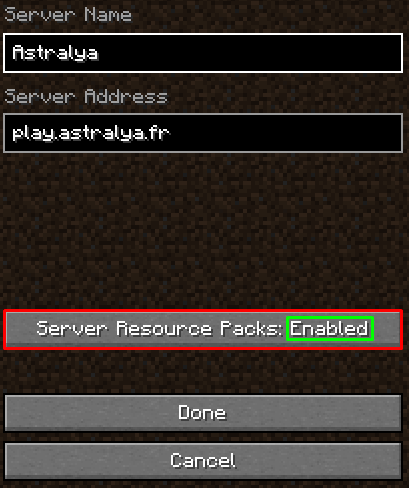 Server Name
Astralya
Server Address
play.astralya.fr
Server Resource Packs: Enabled
Done
Cancel